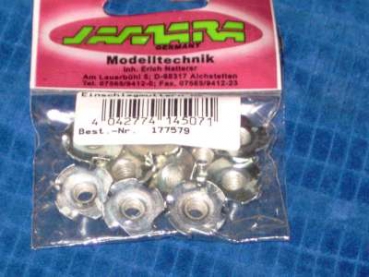 JAMARA
GERMANY
Modelltechnik
Inh. Erich Natterer
Am Lauerbühl 5; D-88317 Aichstetten
Tel. 07565/9412-0; Fax. 07565/9412-23
Einschlagmuttern
4 042774 145071
Best.-Nr. 177579